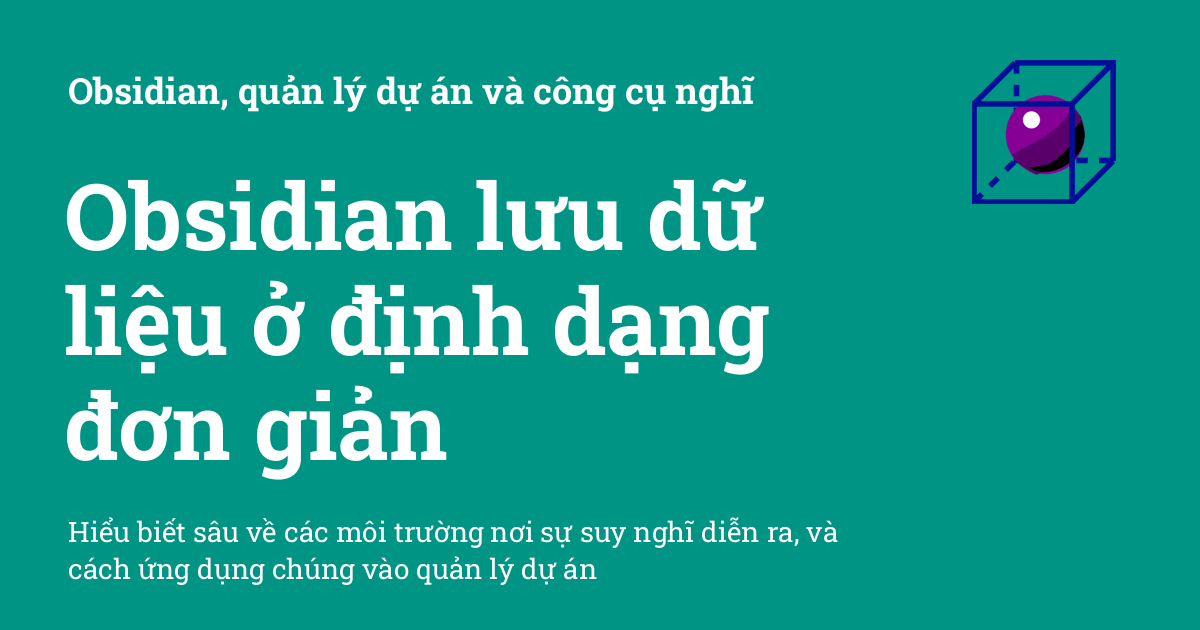 Obsidian, quản lý dự án và công cụ nghĩ
Obsidian lưu dữ
liệu ở định dạng
đơn giản
Hiểu biết sâu về các môi trường nơi sự suy nghĩ diễn ra, và
cách ứng dụng chúng vào quản lý dự án